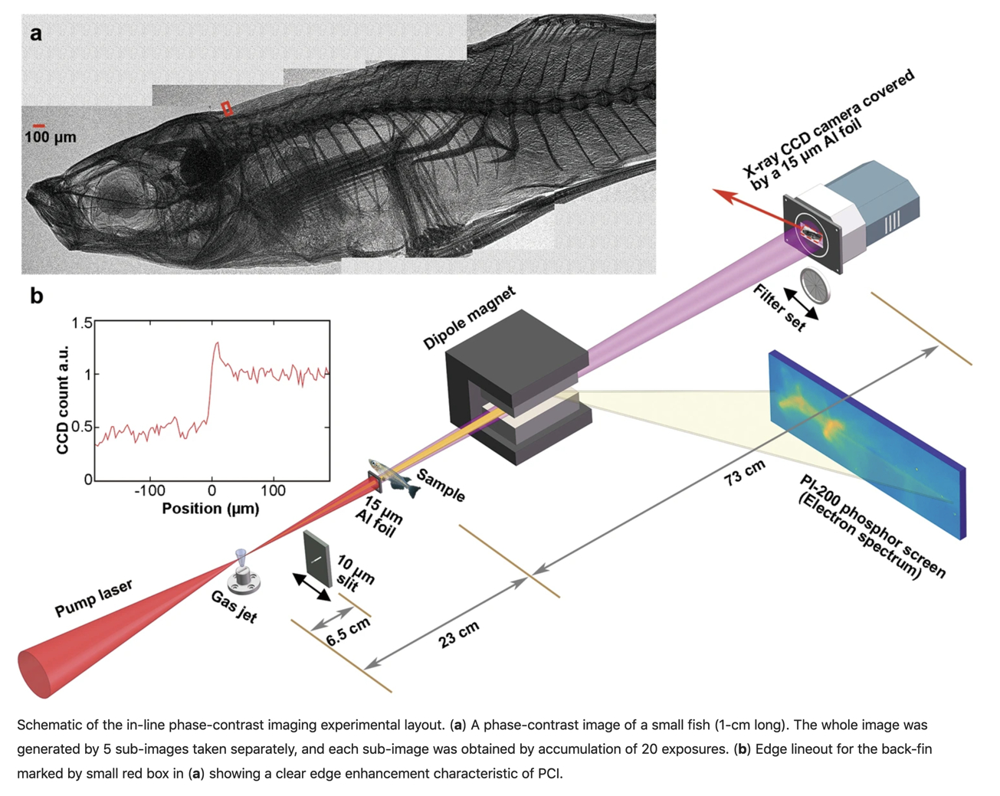 a
100 µm
X-ray CCD camera covered
by a 15 µm Al foil
b
Dipole magnet
Filter set
1.5
1
0.5
0
CCD count a.u.
-100
0
100
Position (µm)
Sample
15 µm
Al foil
73 cm
PI-200 phosphor screen
(Electron spectrum)
10 µm
slit
Pump laser
Gas jet
6.5 cm
23 cm
Schematic of the in-line phase-contrast imaging experimental layout. (a) A phase-contrast image of a small fish (1-cm long). The whole image was
generated by 5 sub-images taken separately, and each sub-image was obtained by accumulation of 20 exposures. (b) Edge lineout for the back-fin
marked by small red box in (a) showing a clear edge enhancement characteristic of PCI.